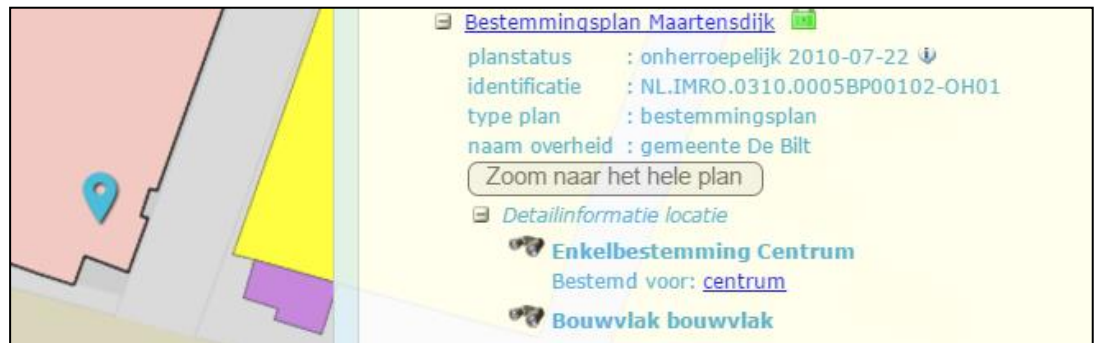 Bestemmingsplan Maartensdijk
planstatus : onherroepelijk 2010-07-22
identificatie : NL.IMRO.0310.0005BP00102-OH01
type plan : bestemmingsplan
naam overheid : gemeente De Bilt
Zoom naar het hele plan
Detailinformatie locatie
Enkelbestemming Centrum
Bestemd voor: centrum
Bouwvlak bouwvlak